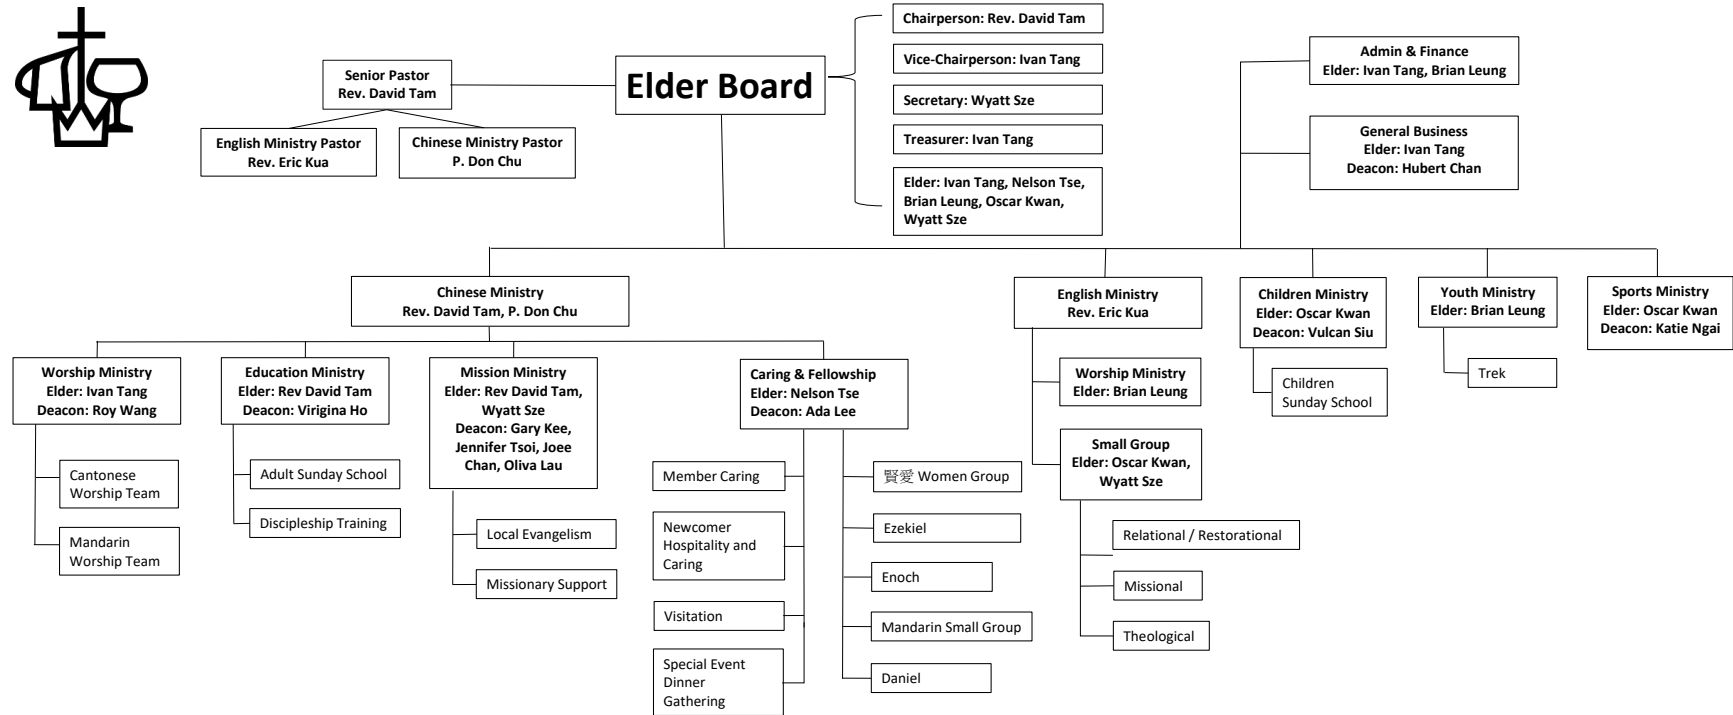 Elder Board
Chairperson: Rev. David Tam
Vice-Chairperson: Ivan Tang
Secretary: Wyatt Sze
Treasurer: Ivan Tang
Elder: Ivan Tang, Nelson Tse,
Brian Leung, Oscar Kwan,
Wyatt Sze
Senior Pastor
Rev. David Tam
English Ministry Pastor
Rev. Eric Kua
Chinese Ministry Pastor
P. Don Chu
Admin & Finance
Elder: Ivan Tang, Brian Leung
General Business
Elder: Ivan Tang
Deacon: Hubert Chan
Chinese Ministry
Rev. David Tam, P. Don Chu
Worship Ministry
Elder: Ivan Tang
Deacon: Roy Wang
Cantonese
Worship Team
Mandarin
Worship Team
Education Ministry
Elder: Rev David Tam
Deacon: Virigina Ho
Adult Sunday School
Discipleship Training
Mission Ministry
Elder: Rev David Tam,
Wyatt Sze
Deacon: Gary Kee,
Jennifer Tsoi, Joee
Chan, Oliva Lau
Local Evangelism
Missionary Support
Caring & Fellowship
Elder: Nelson Tse
Deacon: Ada Lee
Member Caring
Newcomer
Hospitality and
Caring
Visitation
Special Event
Dinner
Gathering
賢愛 Women Group
Ezekiel
Enoch
Mandarin Small Group
Daniel
English Ministry
Rev. Eric Kua
Worship Ministry
Elder: Brian Leung
Small Group
Elder: Oscar Kwan,
Wyatt Sze
Relational / Restorational
Missional
Theological
Children Ministry
Elder: Oscar Kwan
Deacon: Vulcan Siu
Children
Sunday School
Youth Ministry
Elder: Brian Leung
Trek
Sports Ministry
Elder: Oscar Kwan
Deacon: Katie Ngai